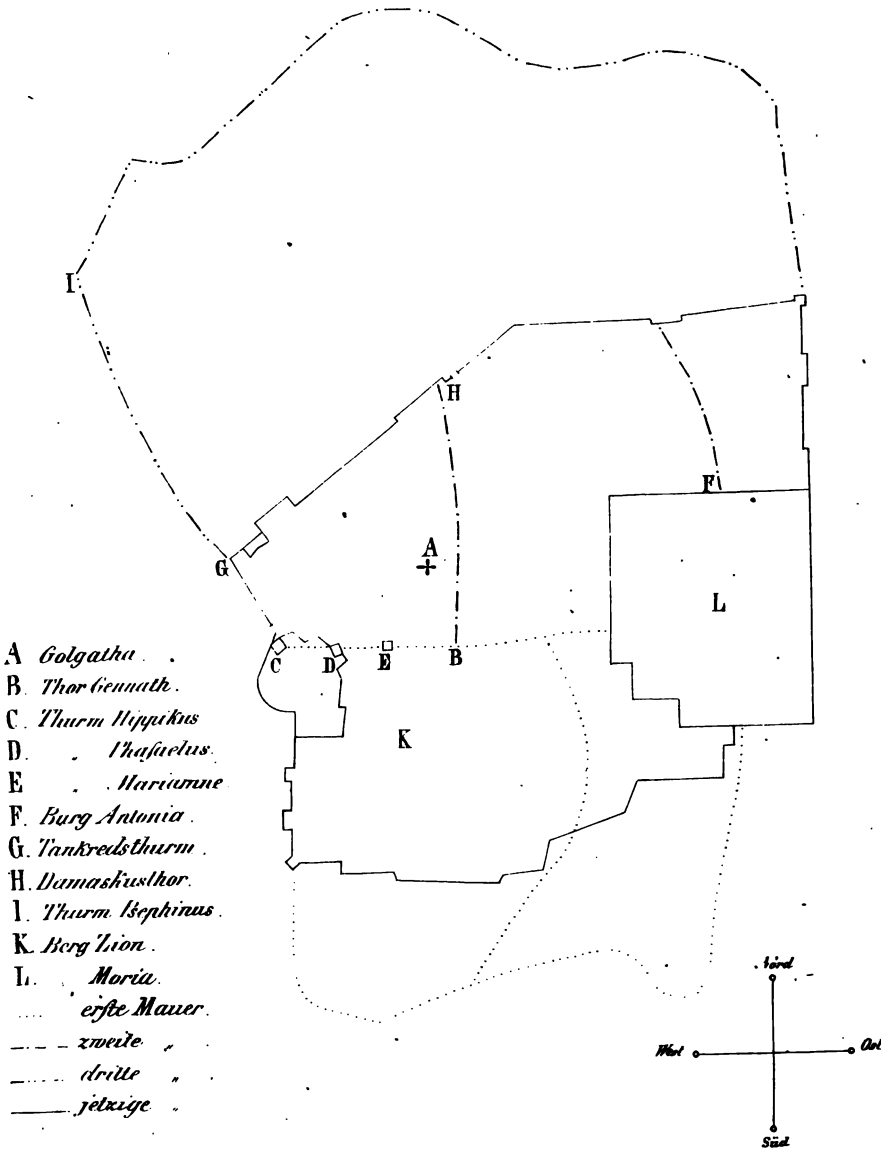 I
H
G
A
F
L
C
D
E
B
K
A Golgatha.
B. Thor Gennath.
C. Thurm Hippikus
D. „ Phasaelus.
E „ Mariamne
F. Burg Antonia.
G. Tankredsthurm.
H. Damaskusthor.
I. Thurm Psephinus.
K. Berg Zion.
L. „ Moria.
erste Mauer.
zweite „
dritte „
jetzige „
Nord
West
Ost
Süd